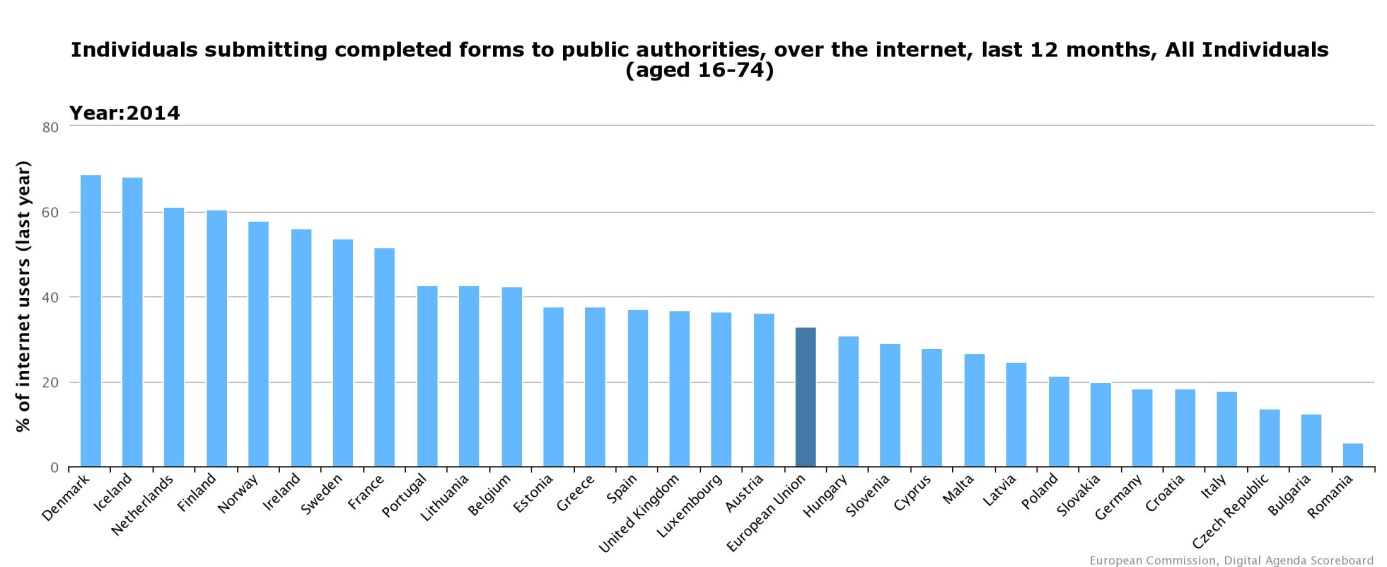 Individuals submitting completed forms to public authorities, over the internet, last 12 months, All Individuals
(aged 16-74)
Year:2014
% of internet users (last year)
80
60
40
20
0
Denmark
Iceland
Netherlands
Finland
Norway
Ireland
Sweden
France
Portugal
Lithuania
Belgium
Estonia
Greece
Spain
United Kingdom
Luxembourg
Austria
European Union
Hungary
Slovenia
Cyprus
Malta
Latvia
Poland
Slovakia
Germany
Croatia
Italy
Czech Republic
Bulgaria
Romania
European Commission, Digital Agenda Scoreboard